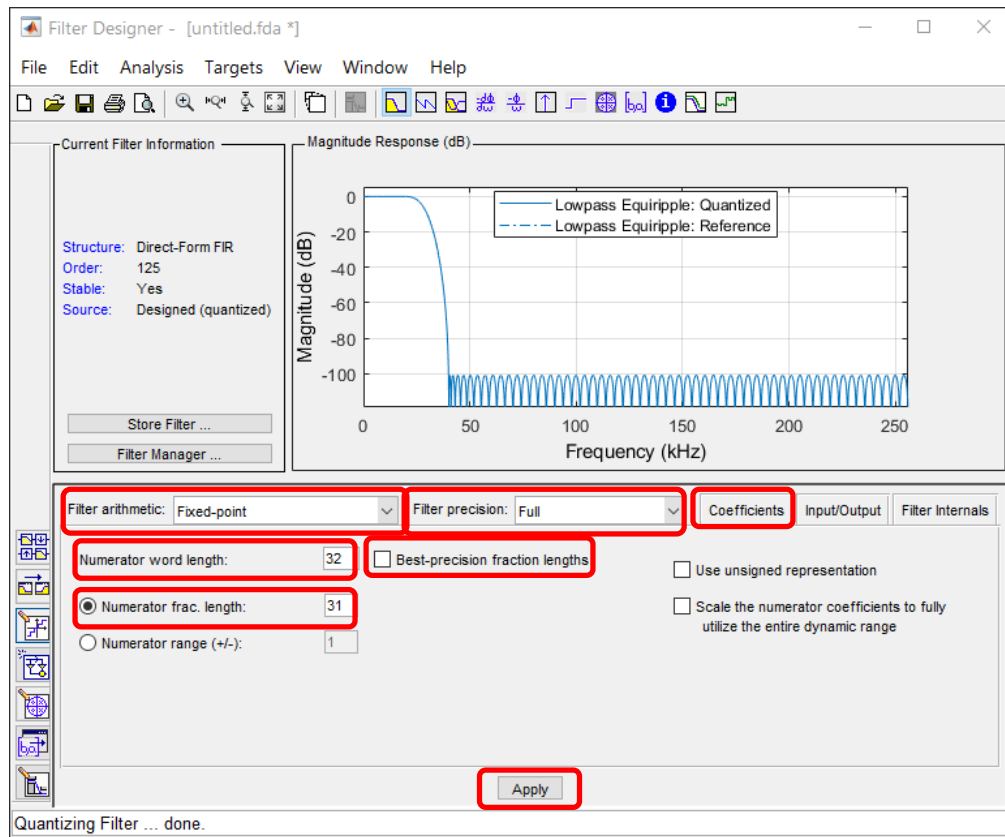 Filter Designer - [untitled.fda *]
File Edit Analysis Targets View Window Help
Current Filter Information
Structure: Direct-Form FIR
Order: 125
Stable: Yes
Source: Designed (quantized)
Store Filter ...
Filter Manager ...
Magnitude Response (dB)
Magnitude (dB)
0
-20
-40
-60
-80
-100
Lowpass Equiripple: Quantized
Lowpass Equiripple: Reference
0 50 100 150 200 250
Frequency (kHz)
Filter arithmetic: Fixed-point Filter precision: Full Coefficients Input/Output Filter Internals
Numerator word length: 32 Best-precision fraction lengths
Use unsigned representation
Numerator frac. length: 31
Scale the numerator coefficients to fully
utilize the entire dynamic range
Numerator range (+/-): 1
Apply
Quantizing Filter ... done.